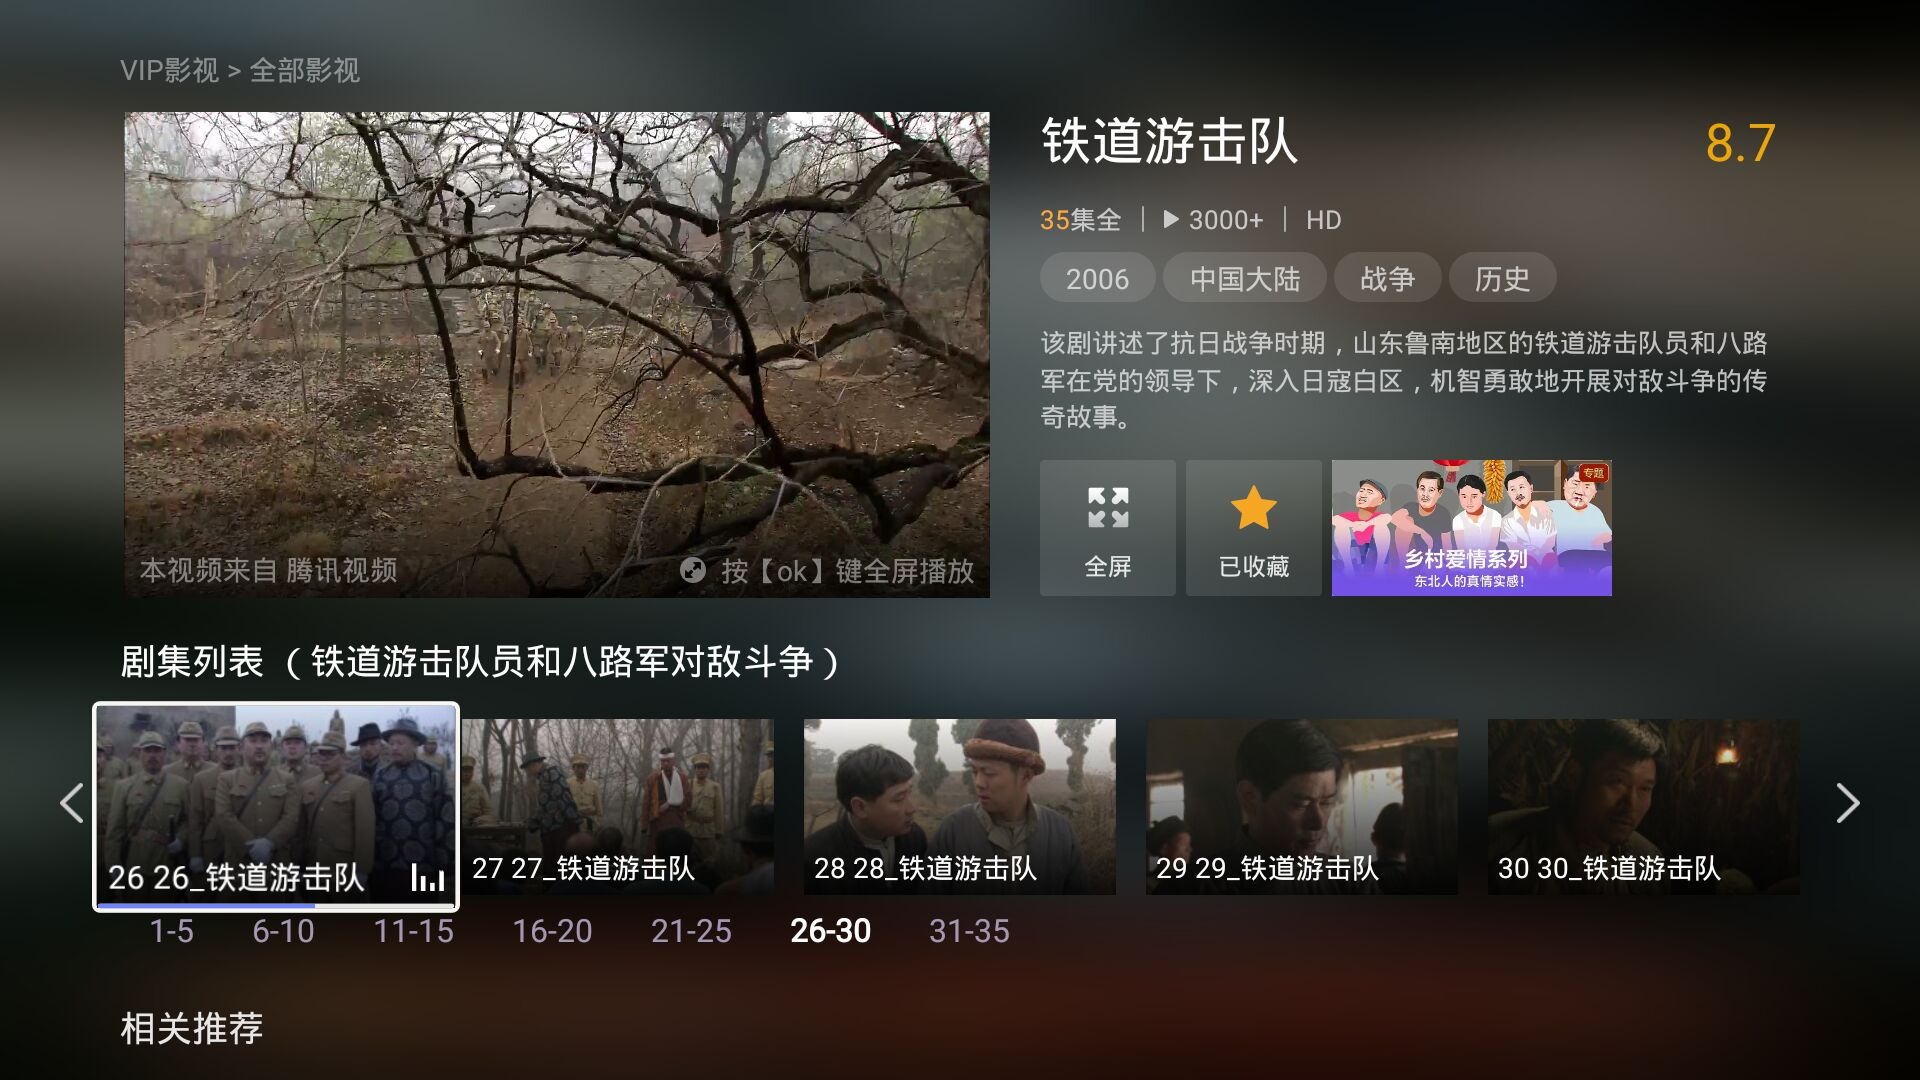 VIP影视 > 全部影视
本视频来自 腾讯视频
按【ok】键全屏播放
铁道游击队
8.7
35集全 | 3000+ | HD
2006 中国大陆 战争 历史
该剧讲述了抗日战争时期，山东鲁南地区的铁道游击队员和八路
军在党的领导下，深入日寇白区，机智勇敢地开展对敌斗争的传
奇故事。
全屏
已收藏
专题
乡村爱情系列
东北人的真情实感！
剧集列表 （铁道游击队员和八路军对敌斗争）
26 26_铁道游击队
27 27_铁道游击队
28 28_铁道游击队
29 29_铁道游击队
30 30_铁道游击队
1-5 6-10 11-15 16-20 21-25 26-30 31-35
相关推荐